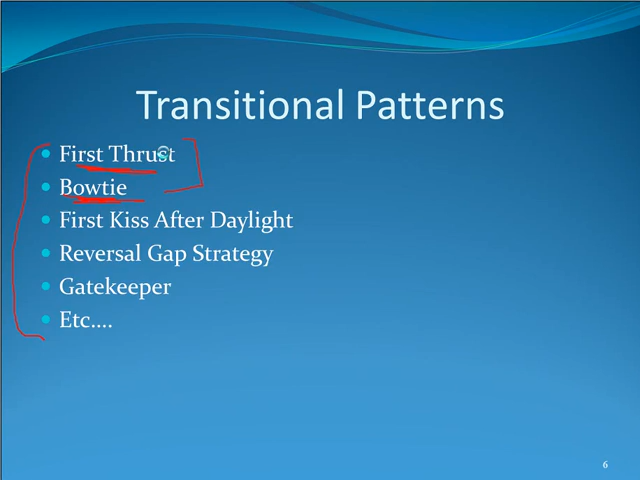 Transitional Patterns
First Thrust
Bowtie
First Kiss After Daylight
Reversal Gap Strategy
Gatekeeper
Etc....
6